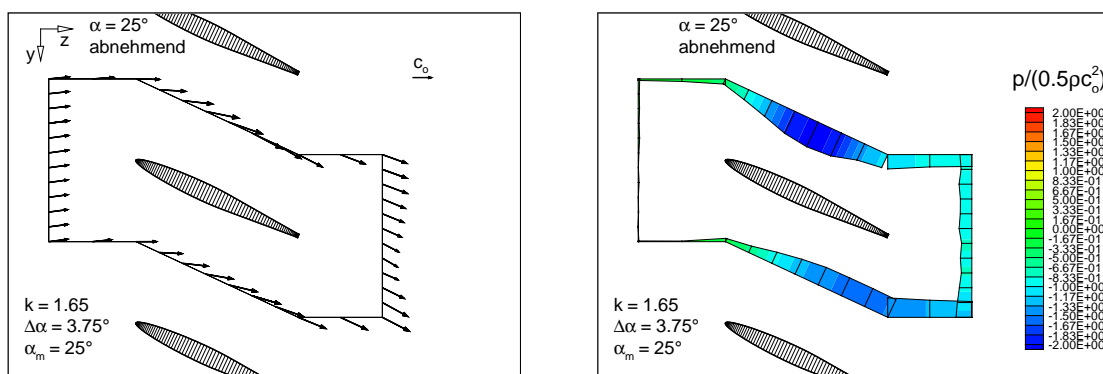 α = 25°
abnehmend
z
y
c_o
k = 1.65
Δα = 3.75°
α_m = 25°
α = 25°
abnehmend
p/(0.5ρc_o^2)
2.00E+00
1.83E+00
1.67E+00
1.50E+00
1.33E+00
1.17E+00
1.00E+00
8.33E-01
6.67E-01
5.00E-01
3.33E-01
1.67E-01
0.00E+00
-1.67E-01
-3.33E-01
-5.00E-01
-6.67E-01
-8.33E-01
-1.00E+00
-1.17E+00
-1.33E+00
-1.50E+00
-1.67E+00
-1.83E+00
-2.00E+00
k = 1.65
Δα = 3.75°
α_m = 25°